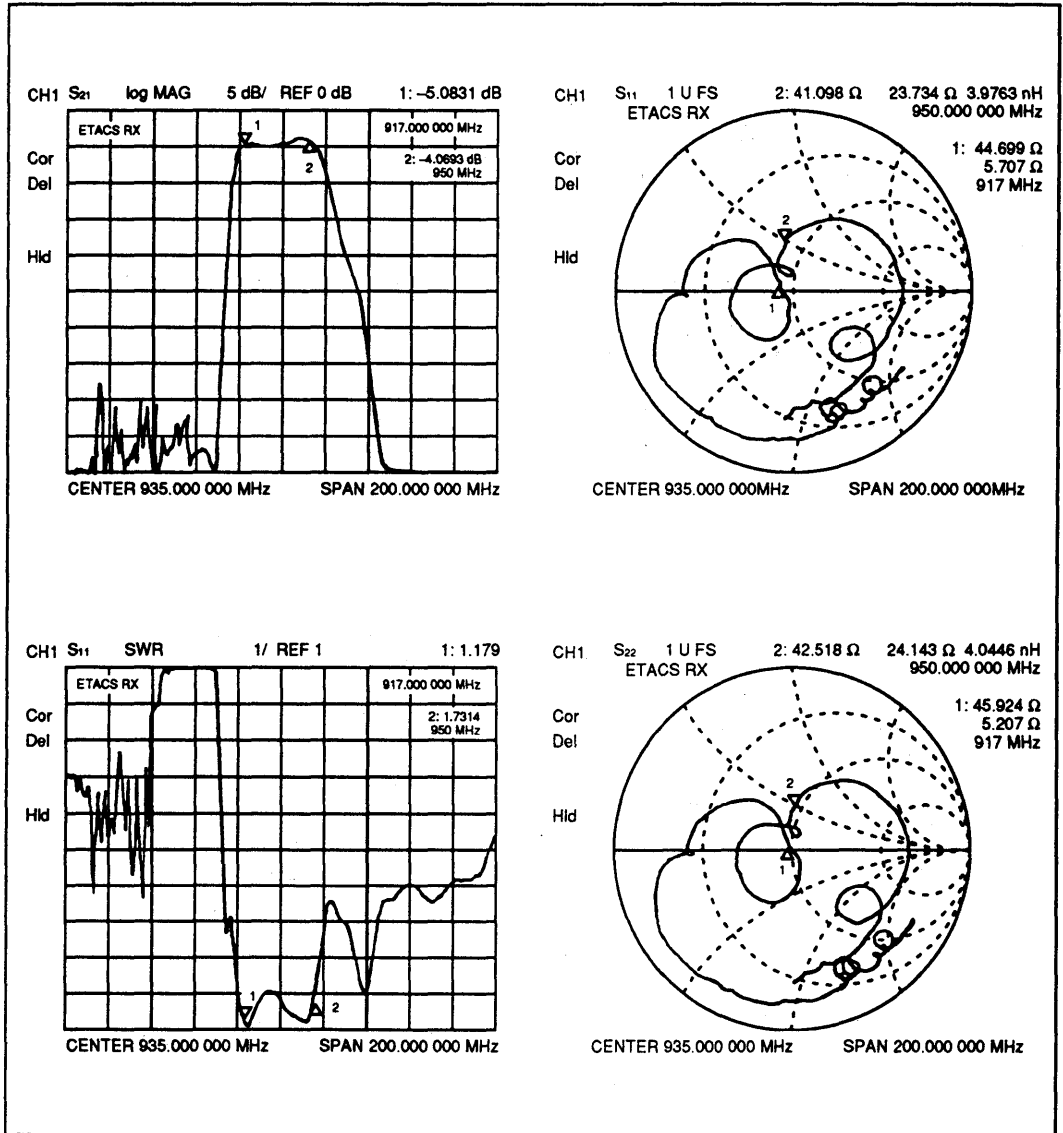 CH1 S21 log MAG 5 dB/ REF 0 dB 1: –5.0831 dB
ETACS RX 917.000 000 MHz
Cor
Del
2: –4.0693 dB
950 MHz
1
2
Hld
CENTER 935.000 000 MHz SPAN 200.000 000 MHz
CH1 S11 1 U FS 2: 41.098 Ω 23.734 Ω 3.9763 nH
ETACS RX 950.000 000 MHz
Cor
Del
1: 44.699 Ω
5.707 Ω
917 MHz
2
Hld
1
CENTER 935.000 000MHz SPAN 200.000 000MHz
CH1 S11 SWR 1/ REF 1 1: 1.179
ETACS RX 917.000 000 MHz
Cor
Del
2: 1.7314
950 MHz
Hld
1
2
CENTER 935.000 000 MHz SPAN 200.000 000 MHz
CH1 S22 1 U FS 2: 42.518 Ω 24.143 Ω 4.0446 nH
ETACS RX 950.000 000 MHz
Cor
Del
1: 45.924 Ω
5.207 Ω
917 MHz
2
Hld
1
CENTER 935.000 000 MHz SPAN 200.000 000 MHz